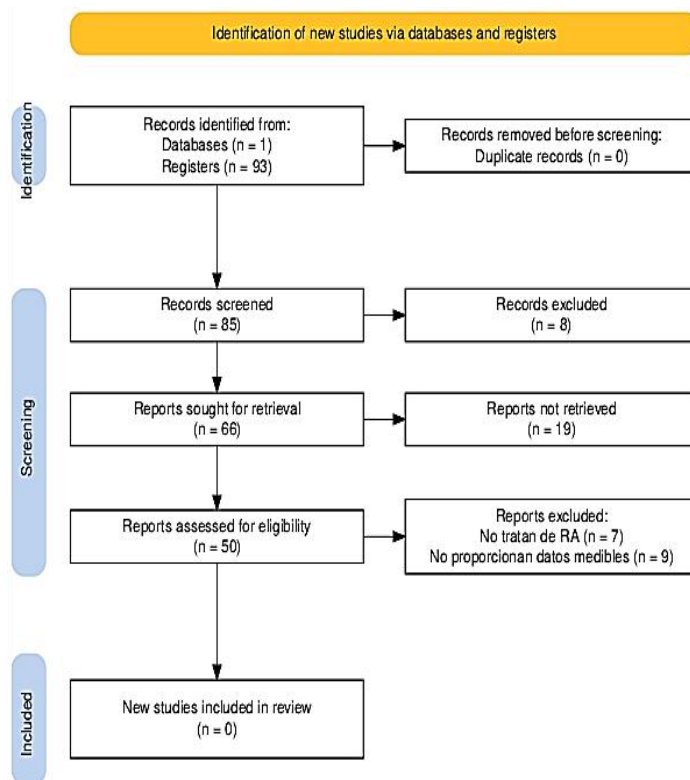 Identification of new studies via databases and registers
Identification
Records identified from:
Databases (n = 1)
Registers (n = 93)
Records removed before screening:
Duplicate records (n = 0)
Screening
Records screened
(n = 85)
Records excluded
(n = 8)
Reports sought for retrieval
(n = 66)
Reports not retrieved
(n = 19)
Reports assessed for eligibility
(n = 50)
Reports excluded:
No tratan de RA (n = 7)
No proporcionan datos medibles (n = 9)
Included
New studies included in review
(n = 0)